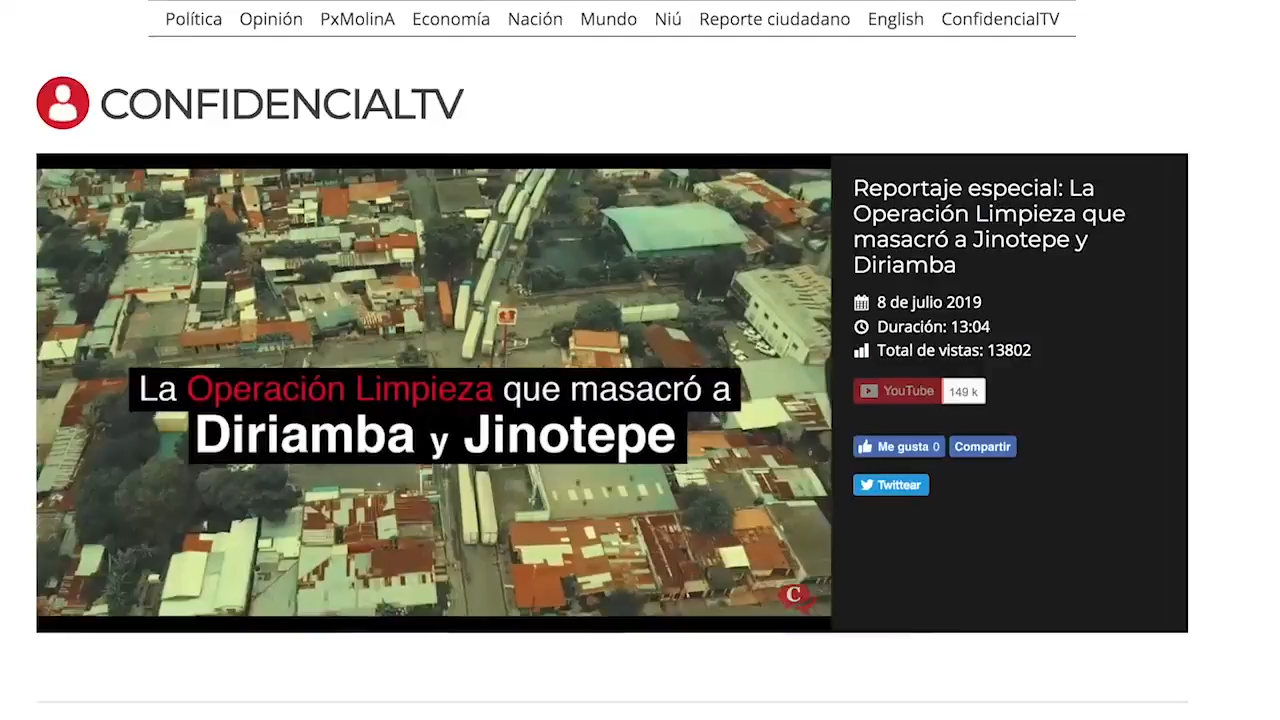 Política Opinión PxMolinA Economía Nación Mundo Niú Reporte ciudadano English ConfidencialTV
CONFIDENCIALTV
La Operación Limpieza que masacró a
Diriamba y Jinotepe
C
Reportaje especial: La
Operación Limpieza que
masacró a Jinotepe y
Diriamba
8 de julio 2019
Duración: 13:04
Total de vistas: 13802
YouTube 149 k
Me gusta 0 Compartir
Twittear